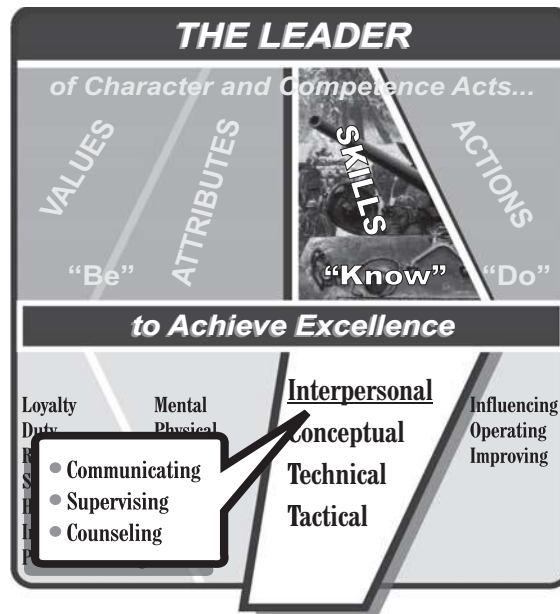 THE LEADER
of Character and Competence Acts...
VALUES
ATTRIBUTES
SKILLS
ACTIONS
“Be”
“Know”
“Do”
to Achieve Excellence
Loyalty
Duty
Mental
Physical
Interpersonal
Conceptual
Technical
Tactical
Influencing
Operating
Improving
Communicating
Supervising
Counseling